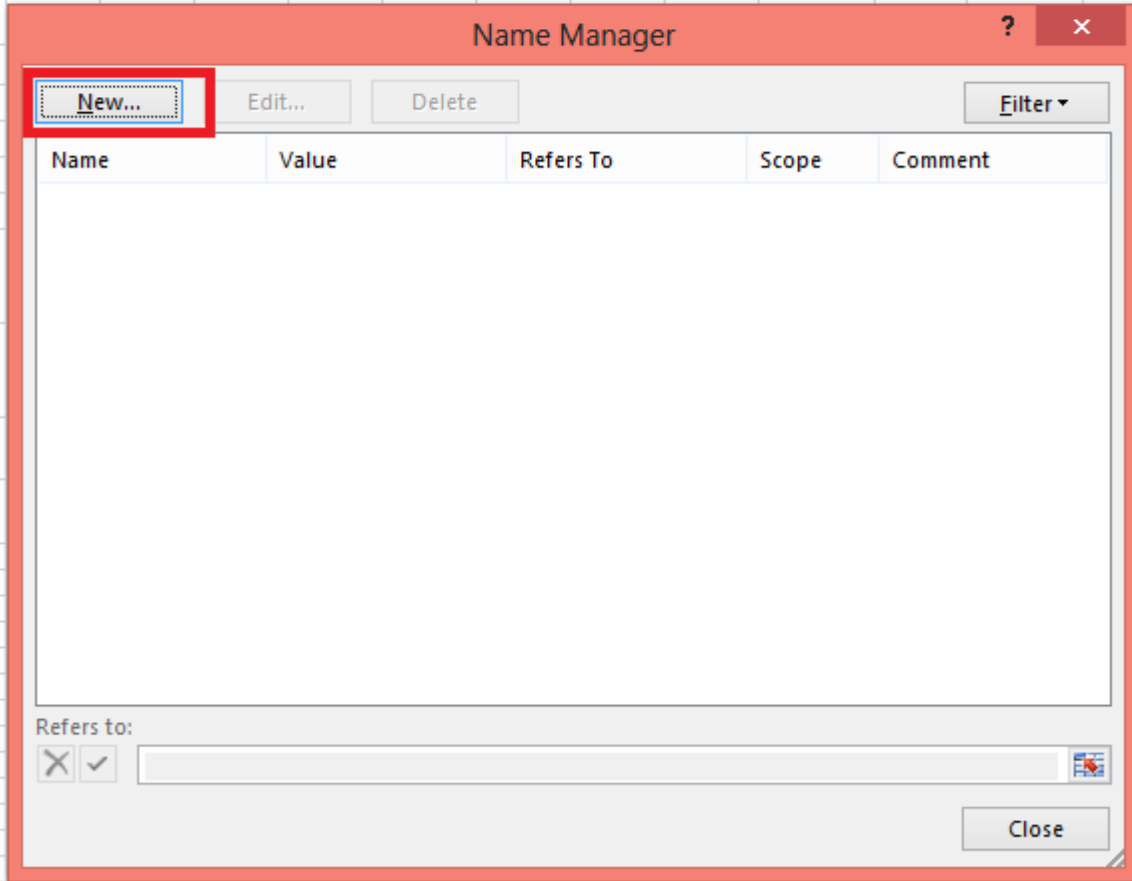 Name Manager
?
New... Edit... Delete Filter
Name Value Refers To Scope Comment
Refers to:
Close